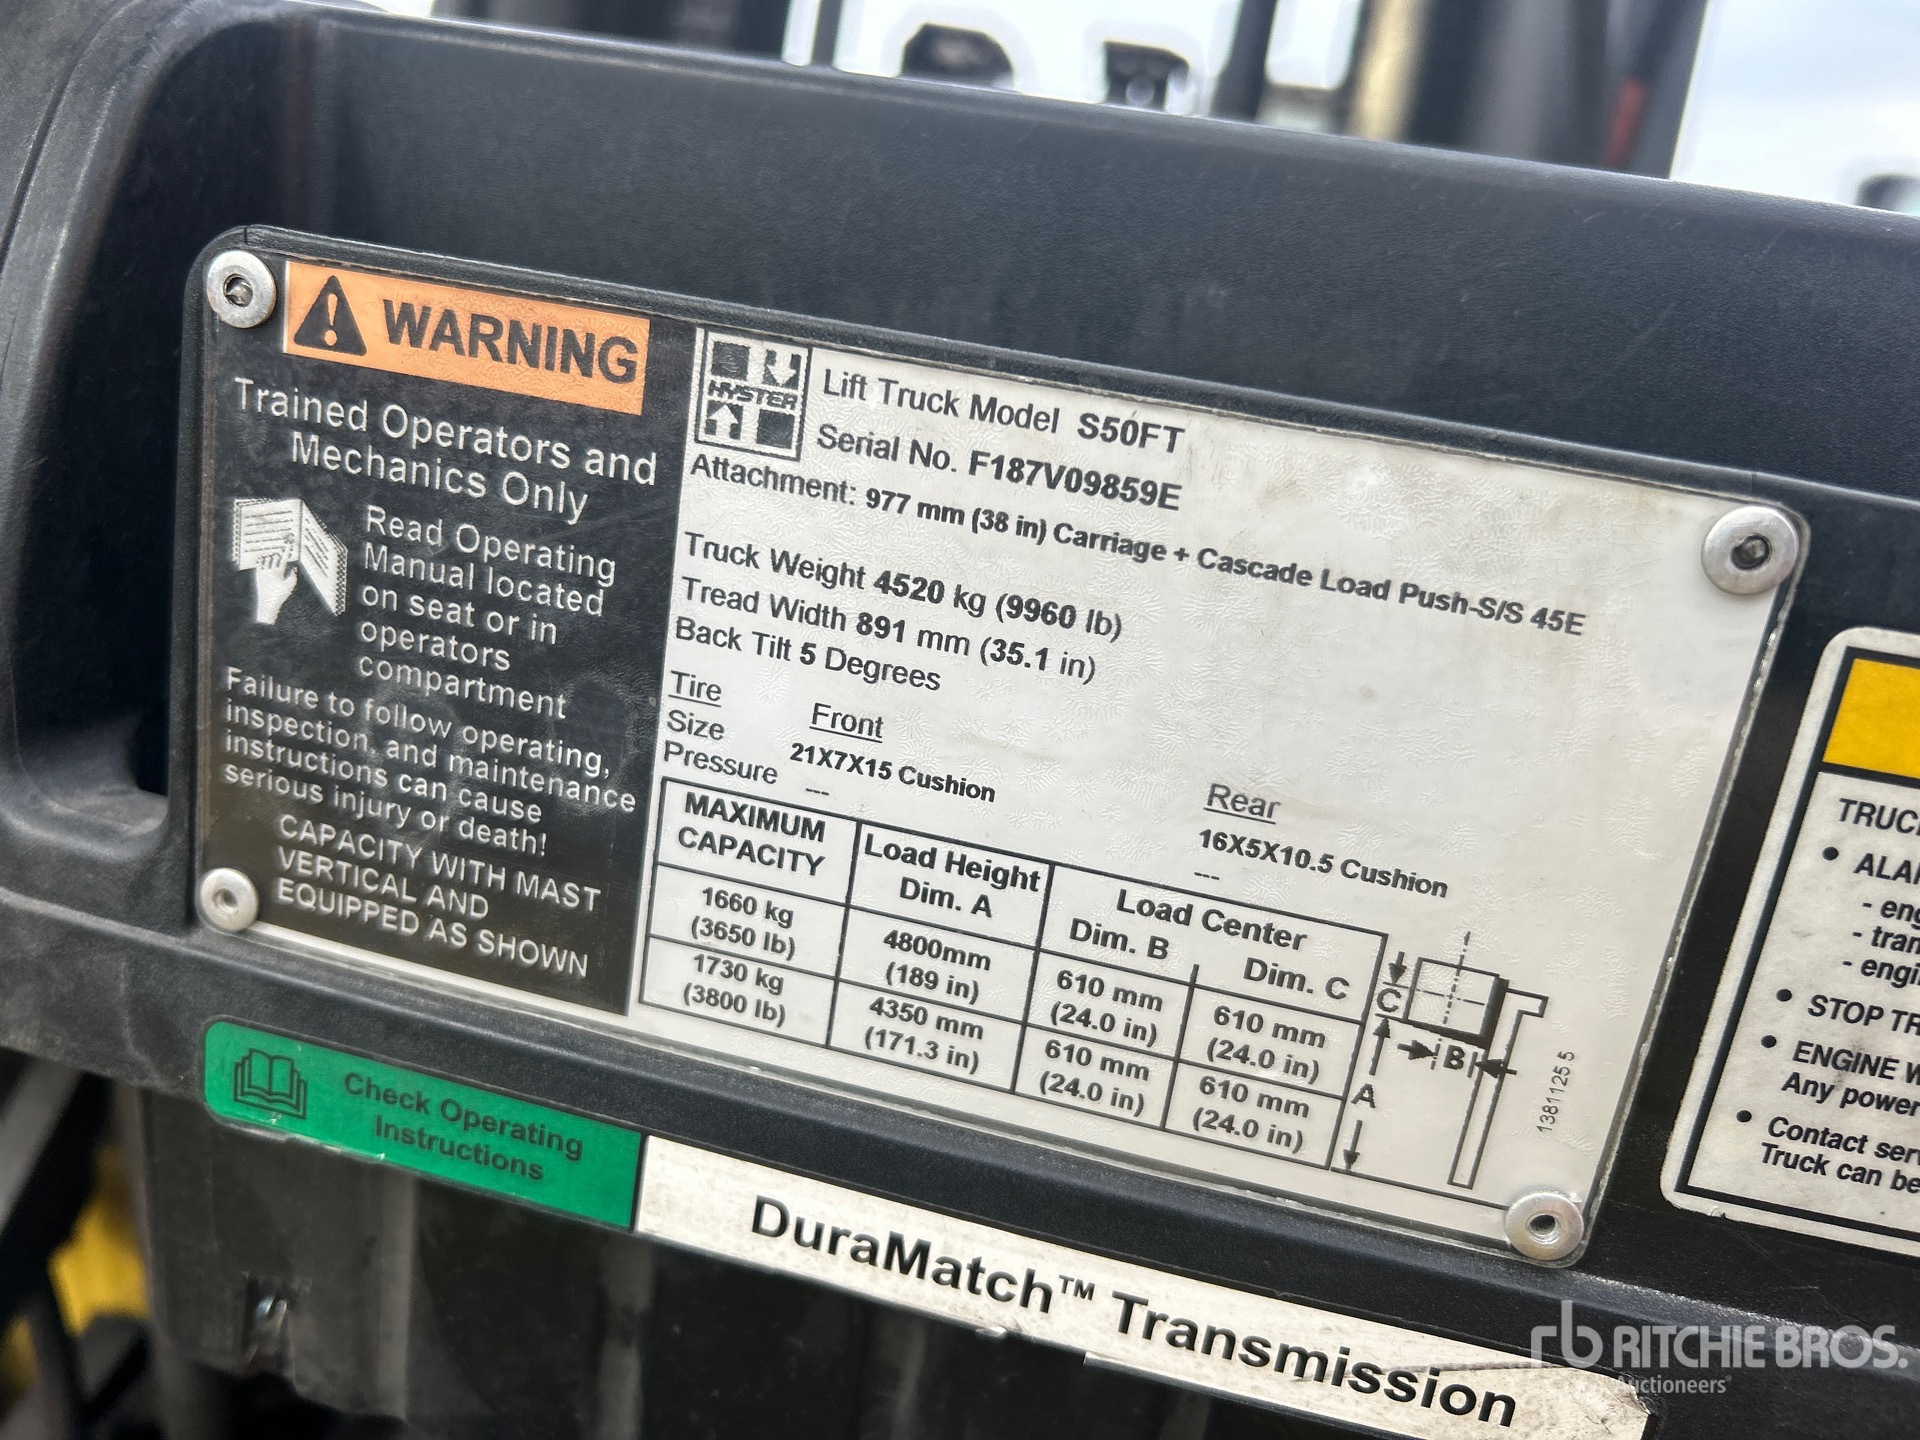 WARNING
Trained Operators and
Mechanics Only
Read Operating
Manual located
on seat or in
operators
compartment
Failure to follow operating,
inspection, and maintenance
instructions can cause
serious injury or death!
CAPACITY WITH MAST
VERTICAL AND
EQUIPPED AS SHOWN
HYSTER
Lift Truck Model S50FT
Serial No. F187V09859E
Attachment: 977 mm (38 in) Carriage + Cascade Load Push-S/S 45E
Truck Weight 4520 kg (9960 lb)
Tread Width 891 mm (35.1 in)
Back Tilt 5 Degrees
Tire Front Rear
Size 21X7X15 Cushion 16X5X10.5 Cushion
Pressure --- ---
MAXIMUM
CAPACITY
Load Height
Dim. A
Load Center
Dim. B Dim. C
1660 kg
(3650 lb)
4800mm
(189 in)
610 mm
(24.0 in)
610 mm
(24.0 in)
1730 kg
(3800 lb)
4350 mm
(171.3 in)
610 mm
(24.0 in)
610 mm
(24.0 in)
C
B
A
1381125.5
Check Operating
Instructions
DuraMatch™ Transmission
TRUC
• ALA
- eng
- tran
- engi
• STOP TR
• ENGINE W
Any power
• Contact serv
Truck can be
rb RITCHIE BROS.
Auctioneers